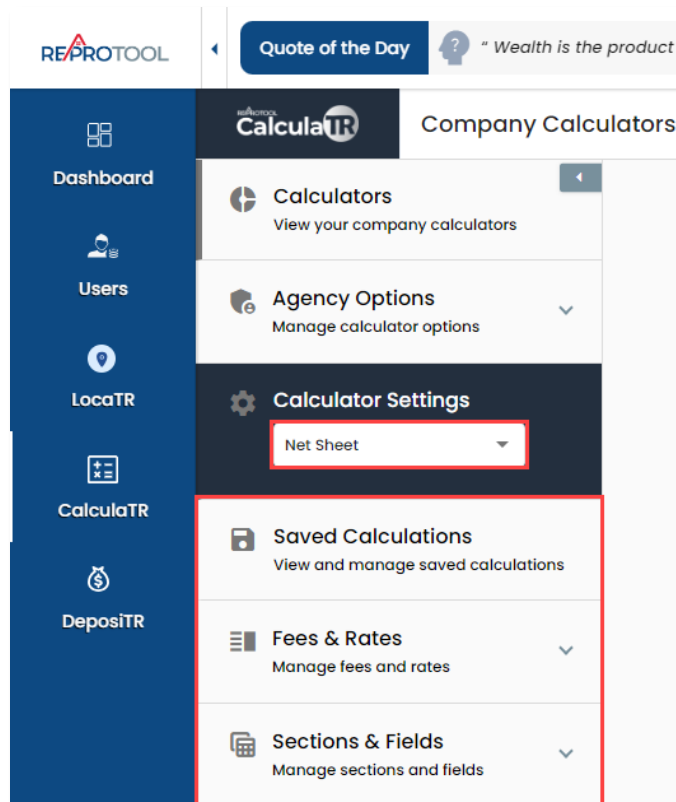 REPROTOOL
Quote of the Day
?
“ Wealth is the product
REPROTOOL
CalculaTR
Company Calculators
Dashboard
Users
LocaTR
CalculaTR
DeposiTR
Calculators
View your company calculators
Agency Options
Manage calculator options
Calculator Settings
Net Sheet
Saved Calculations
View and manage saved calculations
Fees & Rates
Manage fees and rates
Sections & Fields
Manage sections and fields